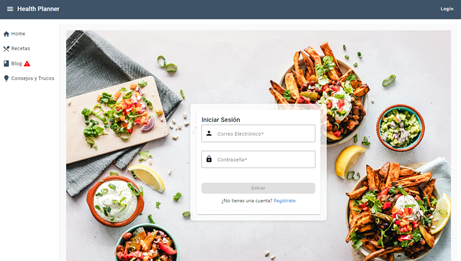 Health Planner
Login
Home
Recetas
Blog
Consejos y Trucos
Iniciar Sesión
Correo Electrónico*
Contraseña*
Entrar
¿No tienes una cuenta? Regístrate